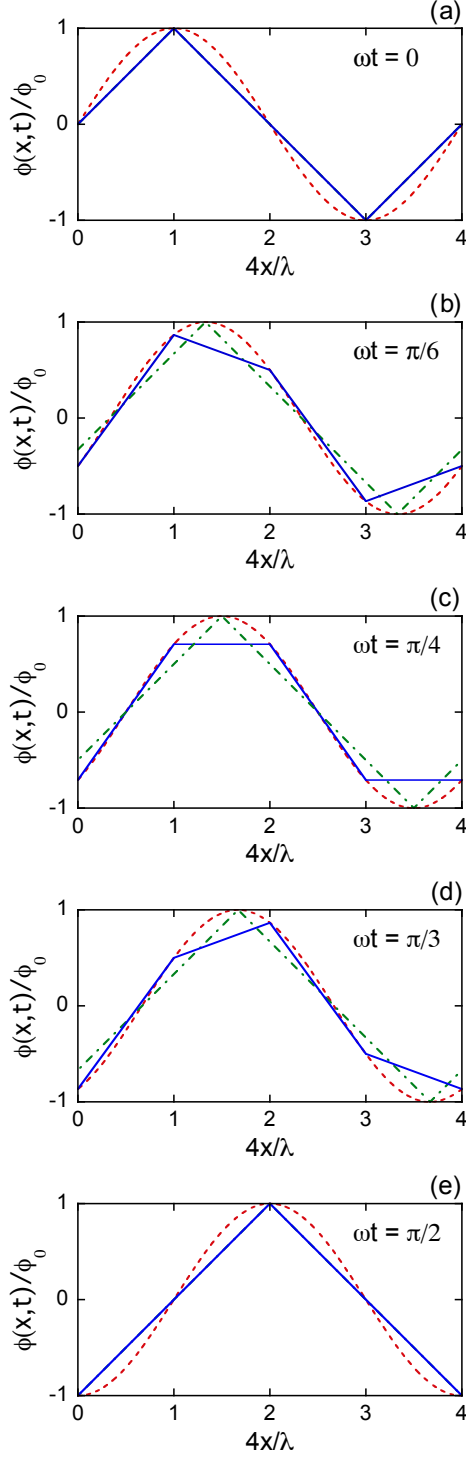 (a)
ϕ(x,t)/ϕ₀
1
0
-1
ωt = 0
0 1 2 3 4
4x/λ
(b)
ϕ(x,t)/ϕ₀
1
0
-1
ωt = π/6
0 1 2 3 4
4x/λ
(c)
ϕ(x,t)/ϕ₀
1
0
-1
ωt = π/4
0 1 2 3 4
4x/λ
(d)
ϕ(x,t)/ϕ₀
1
0
-1
ωt = π/3
0 1 2 3 4
4x/λ
(e)
ϕ(x,t)/ϕ₀
1
0
-1
ωt = π/2
0 1 2 3 4
4x/λ